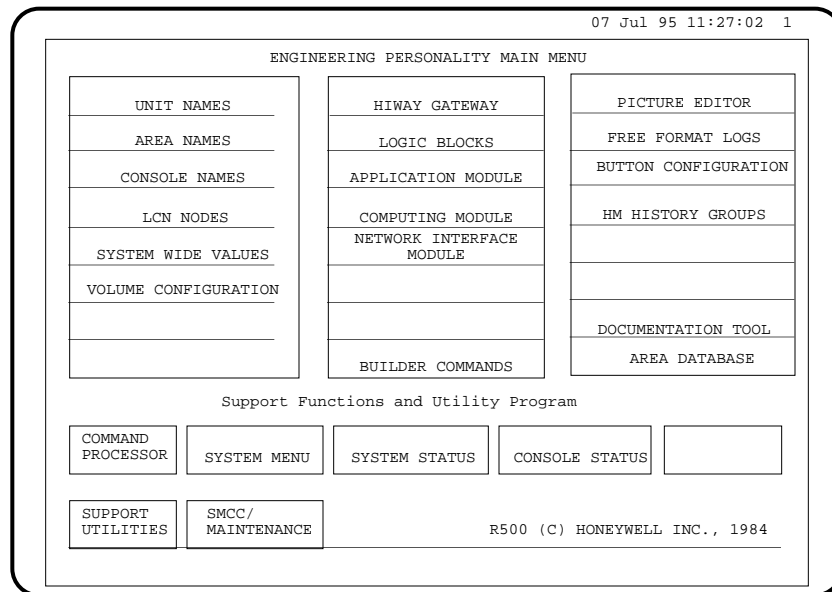 07 Jul 95 11:27:02 1
ENGINEERING PERSONALITY MAIN MENU
UNIT NAMES
AREA NAMES
CONSOLE NAMES
LCN NODES
SYSTEM WIDE VALUES
VOLUME CONFIGURATION
HIWAY GATEWAY
LOGIC BLOCKS
APPLICATION MODULE
COMPUTING MODULE
NETWORK INTERFACE
MODULE
BUILDER COMMANDS
PICTURE EDITOR
FREE FORMAT LOGS
BUTTON CONFIGURATION
HM HISTORY GROUPS
DOCUMENTATION TOOL
AREA DATABASE
Support Functions and Utility Program
COMMAND
PROCESSOR
SYSTEM MENU
SYSTEM STATUS
CONSOLE STATUS
SUPPORT
UTILITIES
SMCC/
MAINTENANCE
R500 (C) HONEYWELL INC., 1984